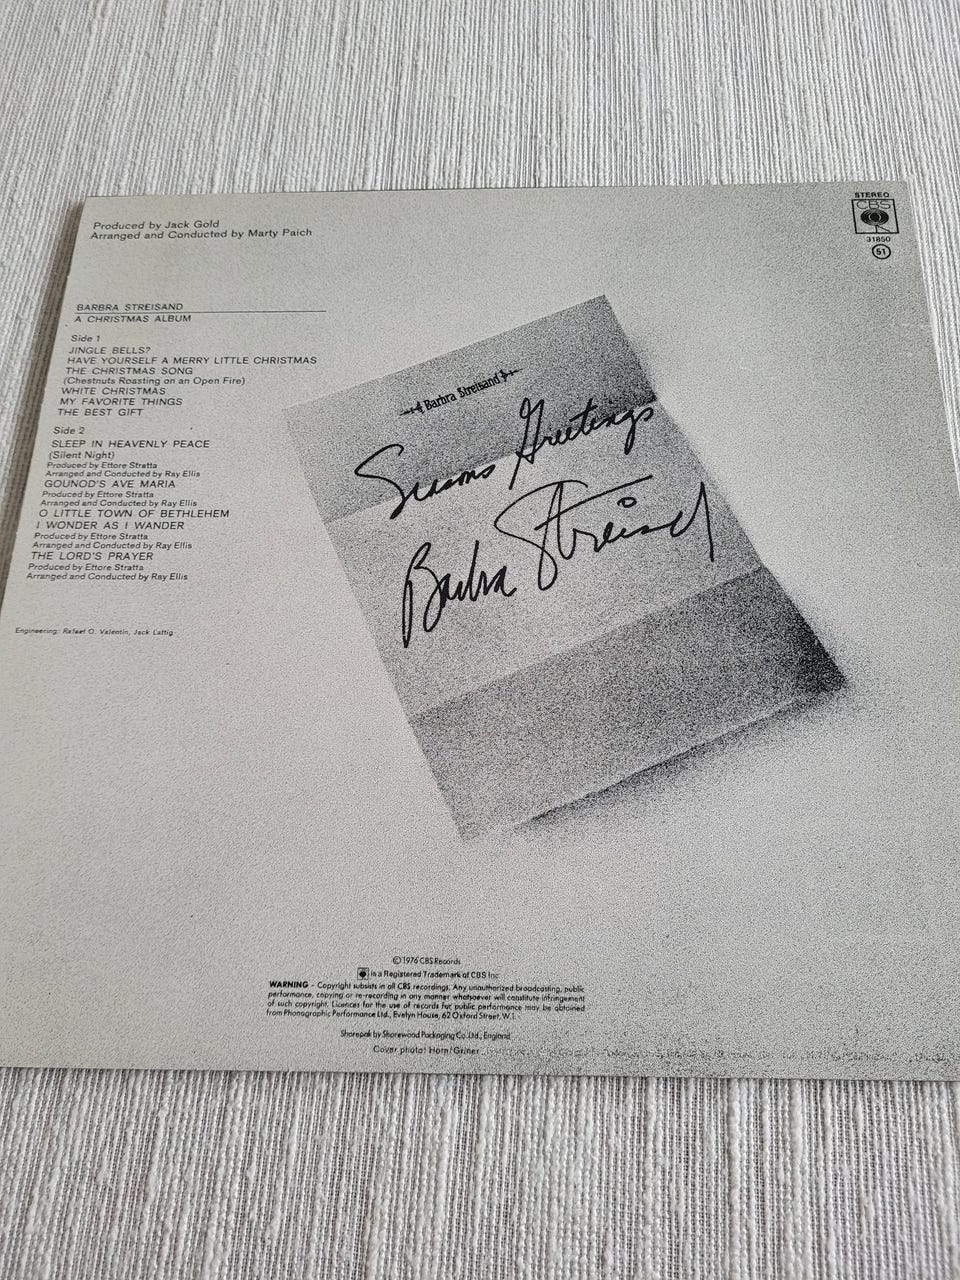 Produced by Jack Gold
Arranged and Conducted by Marty Paich
STEREO
CBS
31850
51
BARBRA STREISAND
A CHRISTMAS ALBUM
Side 1
JINGLE BELLS?
HAVE YOURSELF A MERRY LITTLE CHRISTMAS
THE CHRISTMAS SONG
(Chestnuts Roasting on an Open Fire)
WHITE CHRISTMAS
MY FAVORITE THINGS
THE BEST GIFT
Side 2
SLEEP IN HEAVENLY PEACE
(Silent Night)
Produced by Ettore Stratta
Arranged and Conducted by Ray Ellis
GOUNOD'S AVE MARIA
Produced by Ettore Stratta
Arranged and Conducted by Ray Ellis
O LITTLE TOWN OF BETHLEHEM
I WONDER AS I WANDER
Produced by Ettore Stratta
Arranged and Conducted by Ray Ellis
THE LORD'S PRAYER
Produced by Ettore Stratta
Arranged and Conducted by Ray Ellis
Engineering: Rafael O. Valentin, Jack Lattig
Barbra Streisand
Seasons Greetings
Barbra Streisand
© 1976 CBS Records
is a Registered Trademark of CBS Inc
WARNING - Copyright subsists in all CBS recordings. Any unauthorized broadcasting, public
performance, copying or re-recording in any manner whatsoever will constitute infringement
of such copyright. Licences for the use of records for public performance may be obtained
from Phonographic Performance Ltd., Evelyn House, 62 Oxford Street, W.1.
Shorepak by Shorewood Packaging Co. Ltd., England
Cover photo: Horn/Griner